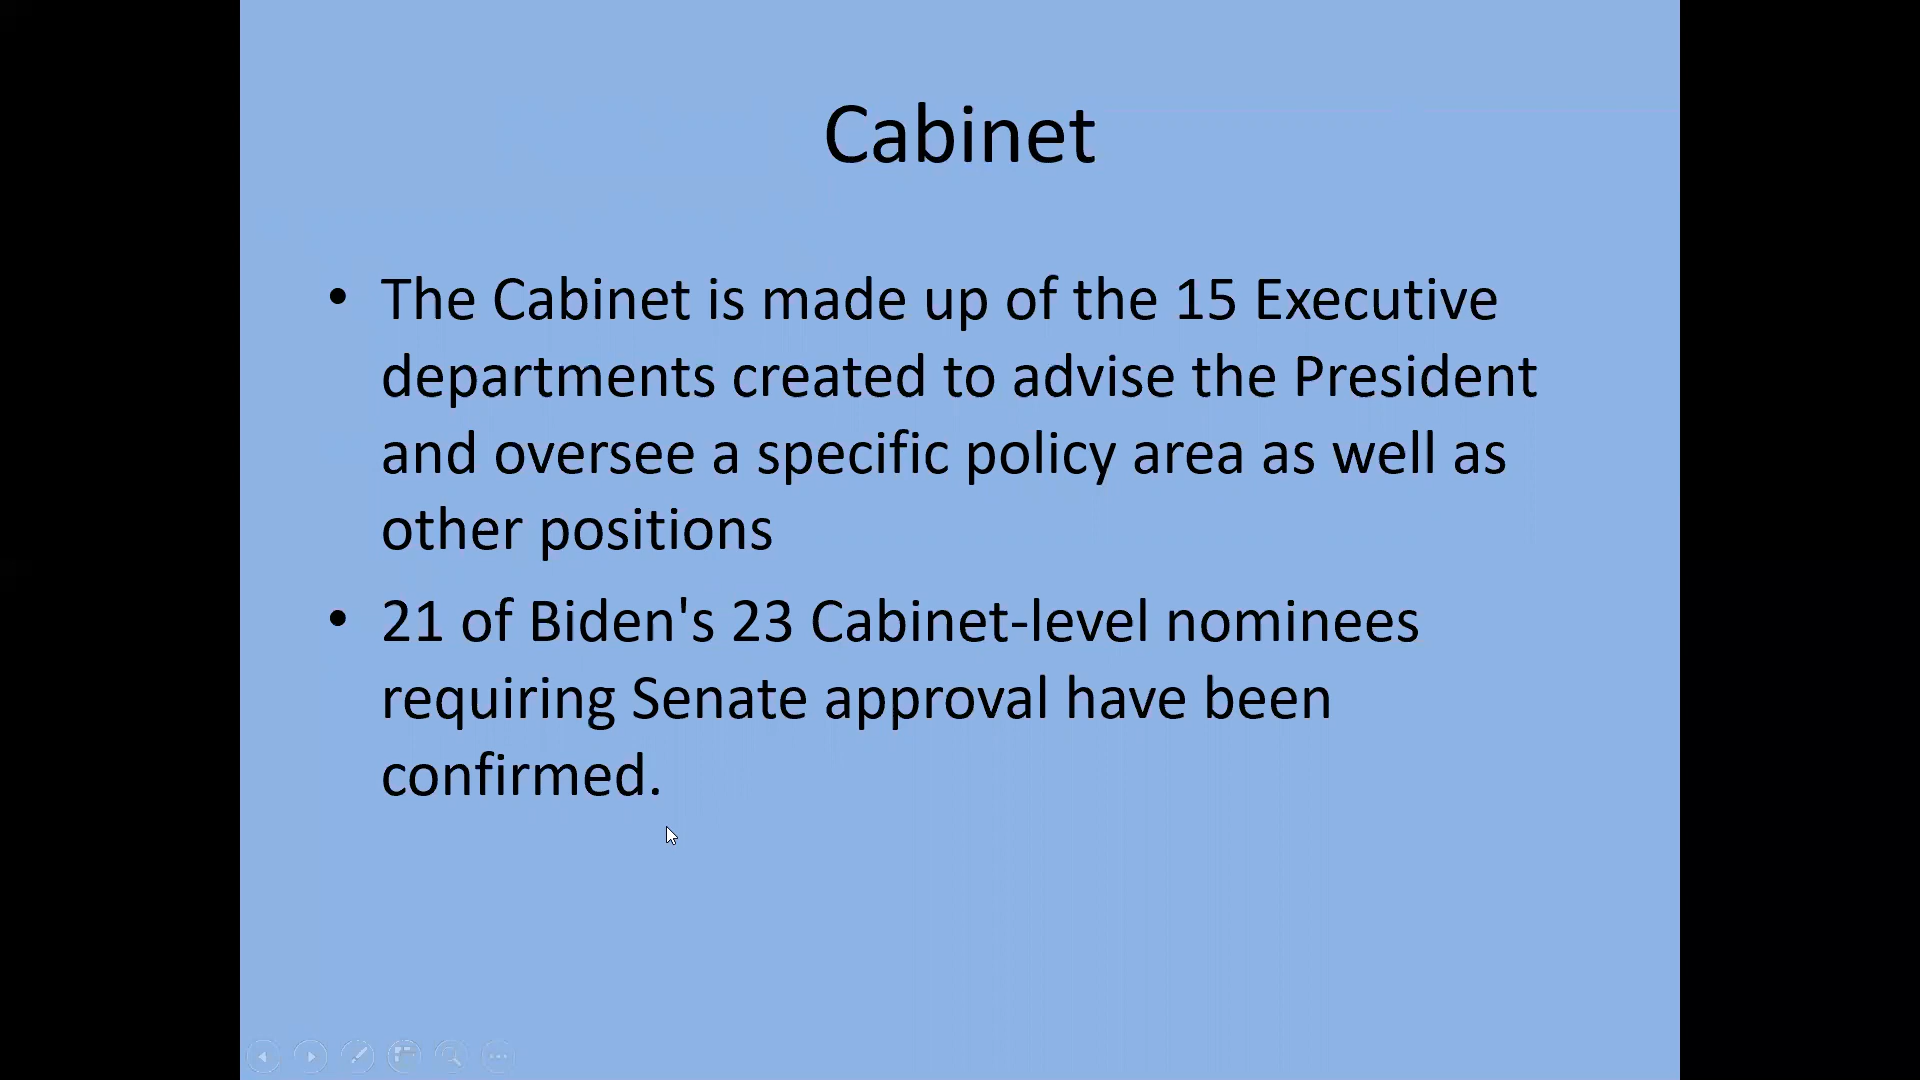 Cabinet
• The Cabinet is made up of the 15 Executive
departments created to advise the President
and oversee a specific policy area as well as
other positions
• 21 of Biden's 23 Cabinet-level nominees
requiring Senate approval have been
confirmed.